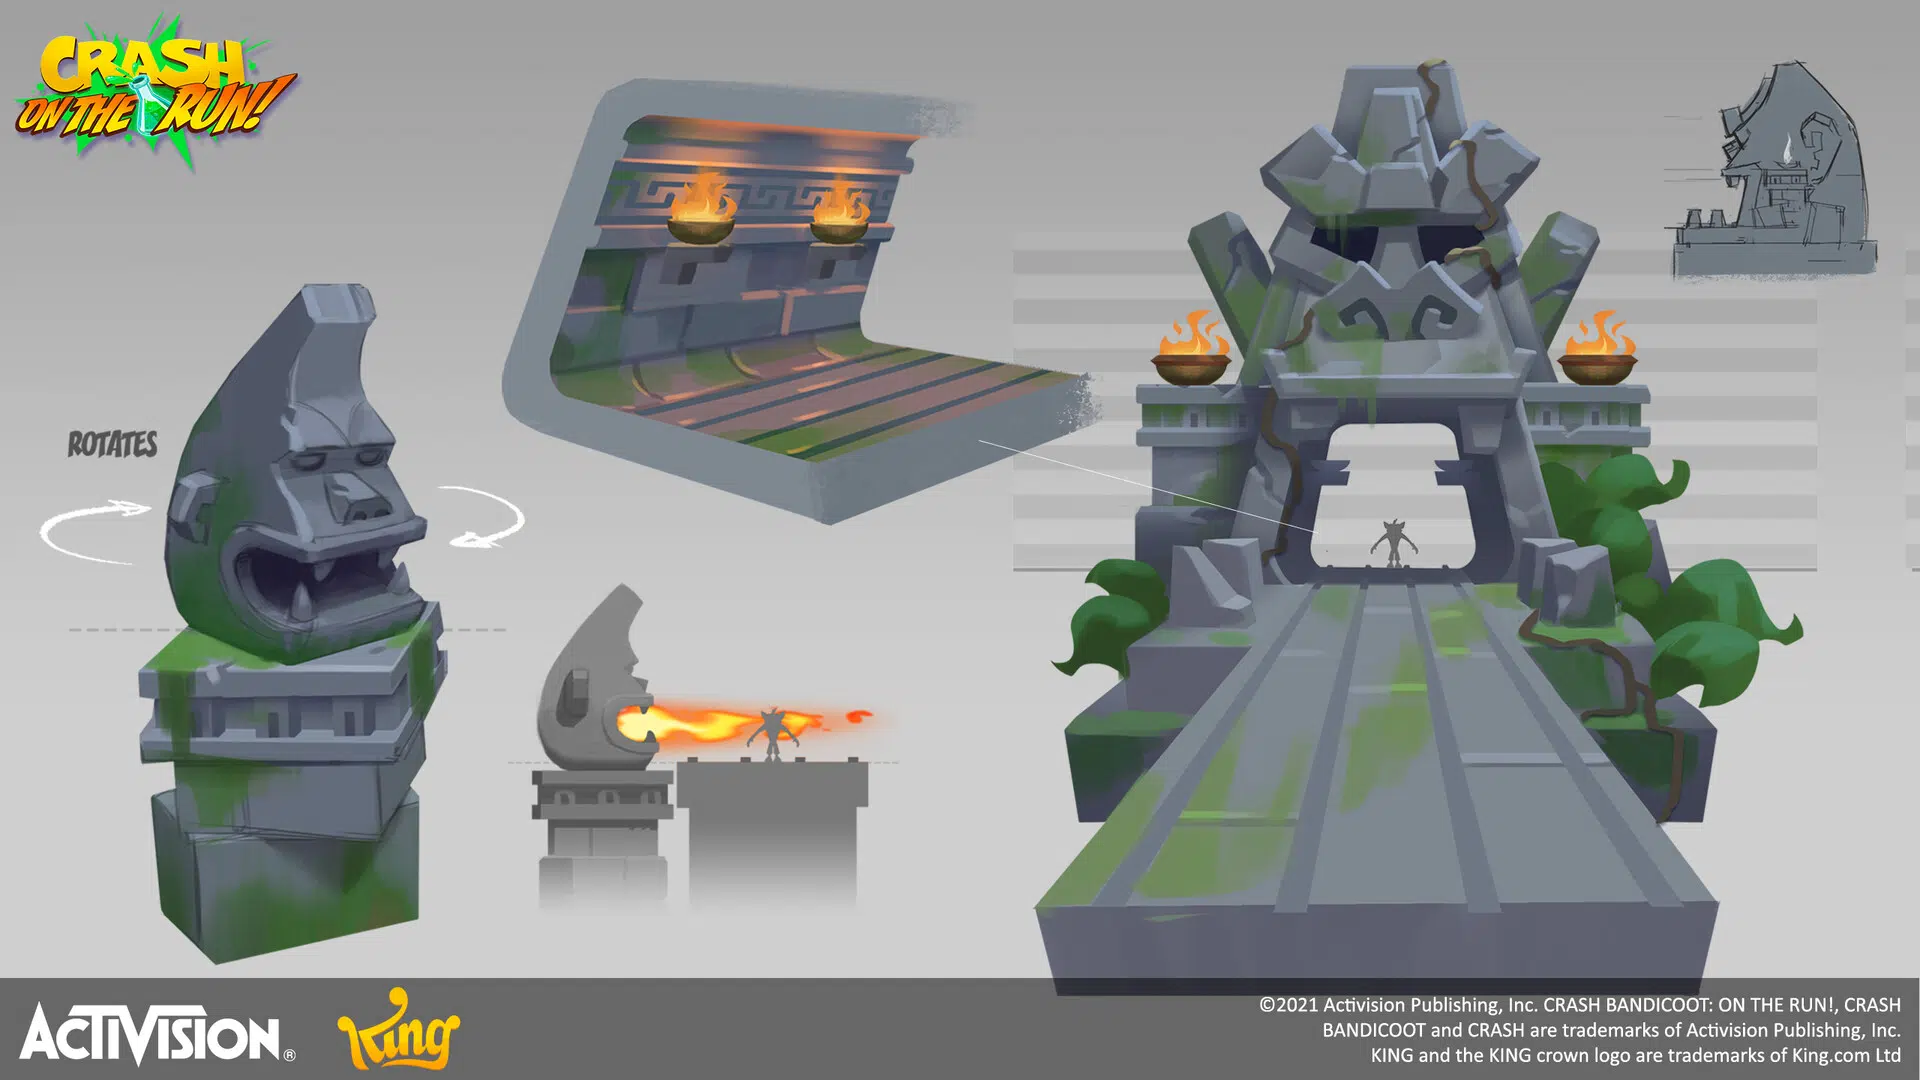 CRASH
ON THE RUN!
ROTATES
ACTIVISION®
King
©2021 Activision Publishing, Inc. CRASH BANDICOOT: ON THE RUN!, CRASH
BANDICOOT and CRASH are trademarks of Activision Publishing, Inc.
KING and the KING crown logo are trademarks of King.com Ltd